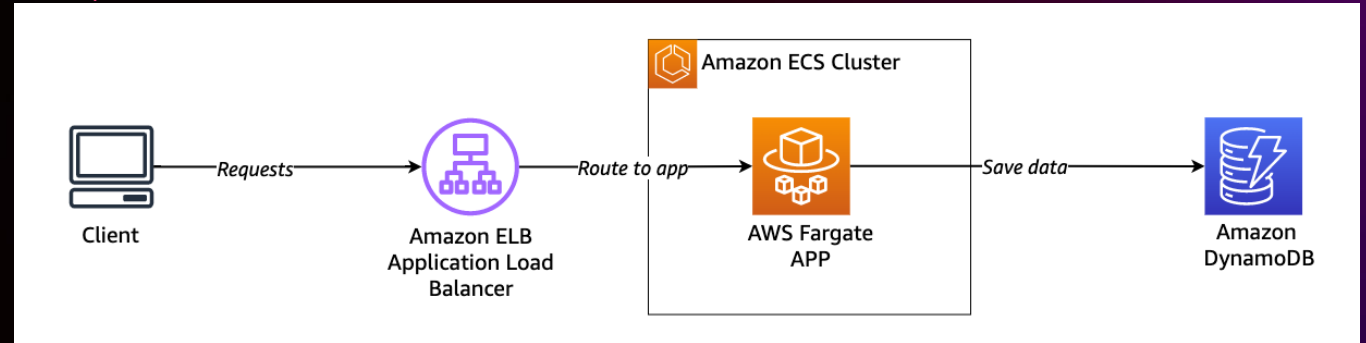 Amazon ECS Cluster
Requests
Route to app
Save data
Client
Amazon ELB
Application Load
Balancer
AWS Fargate
APP
Amazon
DynamoDB